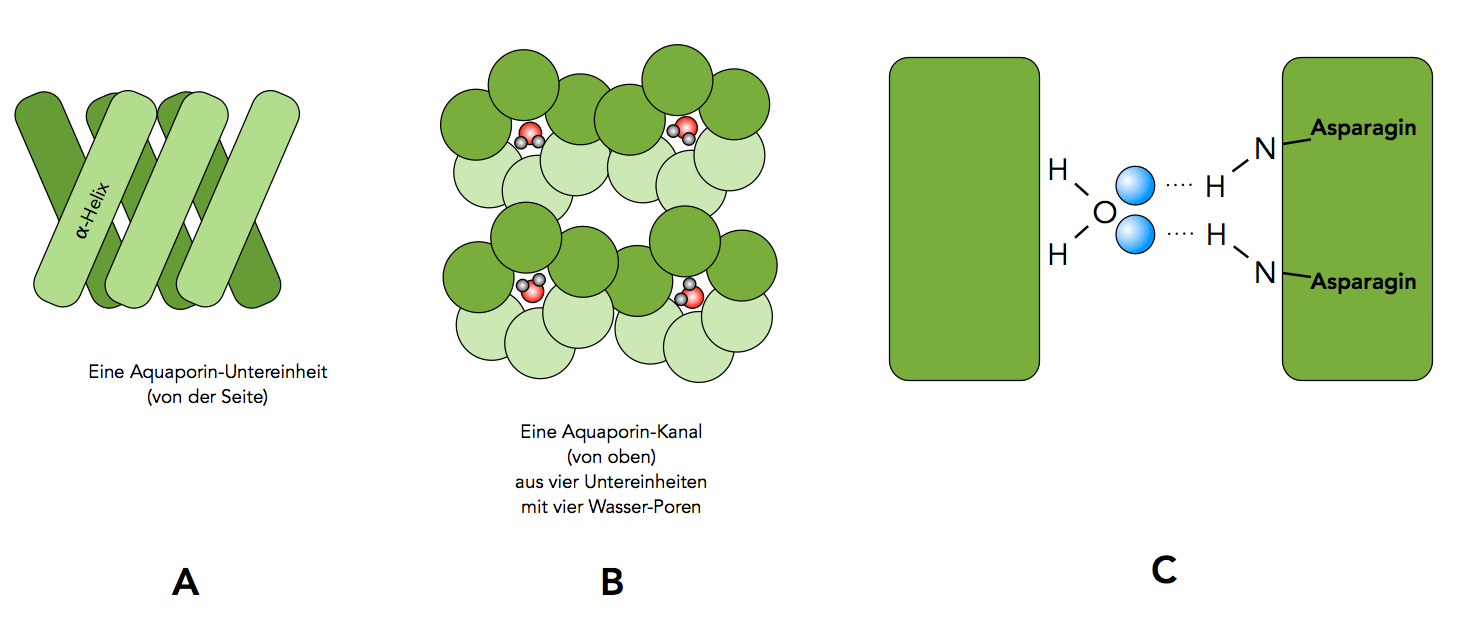 α-Helix
Eine Aquaporin-Untereinheit
(von der Seite)
A
Eine Aquaporin-Kanal
(von oben)
aus vier Untereinheiten
mit vier Wasser-Poren
B
H
O
H
H
H
N
N
Asparagin
Asparagin
C